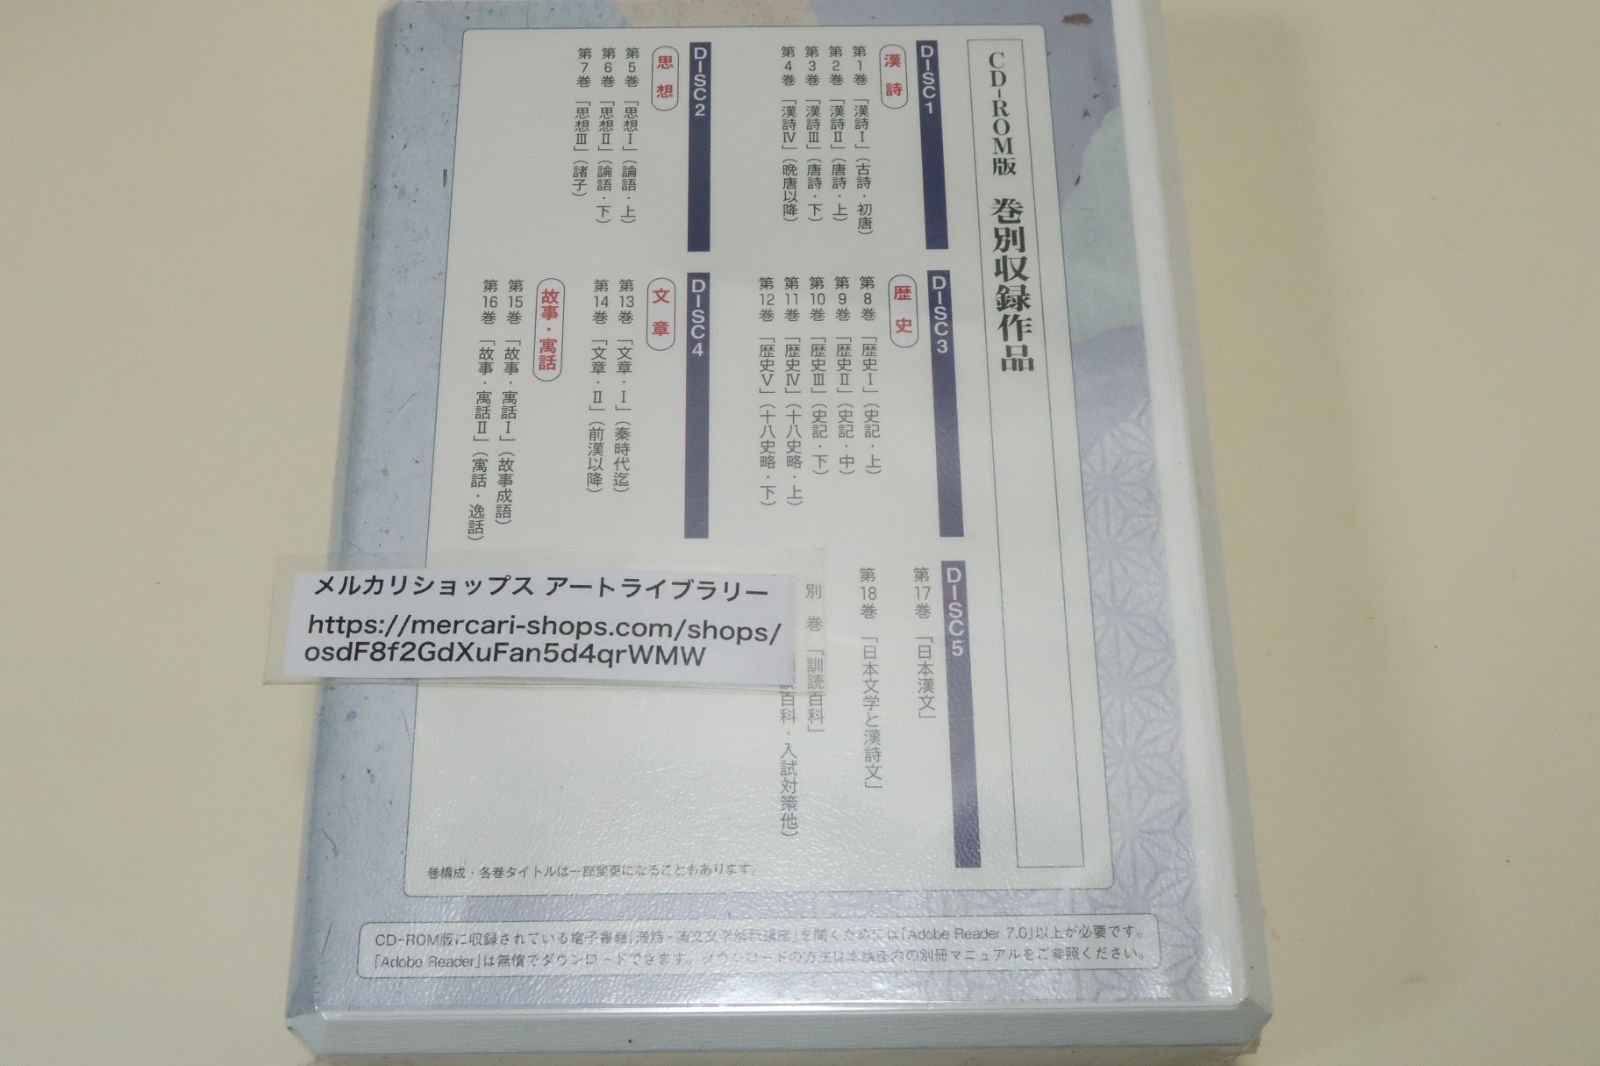 CD-ROM版 巻別収録作品
DISC1
漢詩
第1巻「漢詩Ⅰ」（古詩・初唐）
第2巻「漢詩Ⅱ」（唐詩・上）
第3巻「漢詩Ⅲ」（唐詩・下）
第4巻「漢詩Ⅳ」（晩唐以降）
DISC2
思想
第5巻「思想Ⅰ」（論語・上）
第6巻「思想Ⅱ」（論語・下）
第7巻「思想Ⅲ」（諸子）
DISC3
歴史
第8巻「歴史Ⅰ」（史記・上）
第9巻「歴史Ⅱ」（史記・中）
第10巻「歴史Ⅲ」（史記・下）
第11巻「歴史Ⅳ」（十八史略・上）
第12巻「歴史Ⅴ」（十八史略・下）
DISC4
文章
第13巻「文章・Ⅰ」（秦時代迄）
第14巻「文章・Ⅱ」（前漢以降）
故事・寓話
第15巻「故事・寓話Ⅰ」（故事成語）
第16巻「故事・寓話Ⅱ」（寓話・逸話）
DISC5
第17巻「日本漢文」
第18巻「日本文学と漢詩文」
別巻「訓読百科」
読百科・入試対策他）
巻構成・各巻タイトルは一部変更になることもあります。
CD-ROM版に収録されている電子書籍「漢詩・漢文文学解釈講座」を開くためには「Adobe Reader 7.0」以上が必要です。
「Adobe Reader」は無償でダウンロードできます。ダウンロードの方法は本講座内の別冊マニュアルをご参照ください。
メルカリショップス アートライブラリー
https://mercari-shops.com/shops/
osdF8f2GdXuFan5d4qrWMW